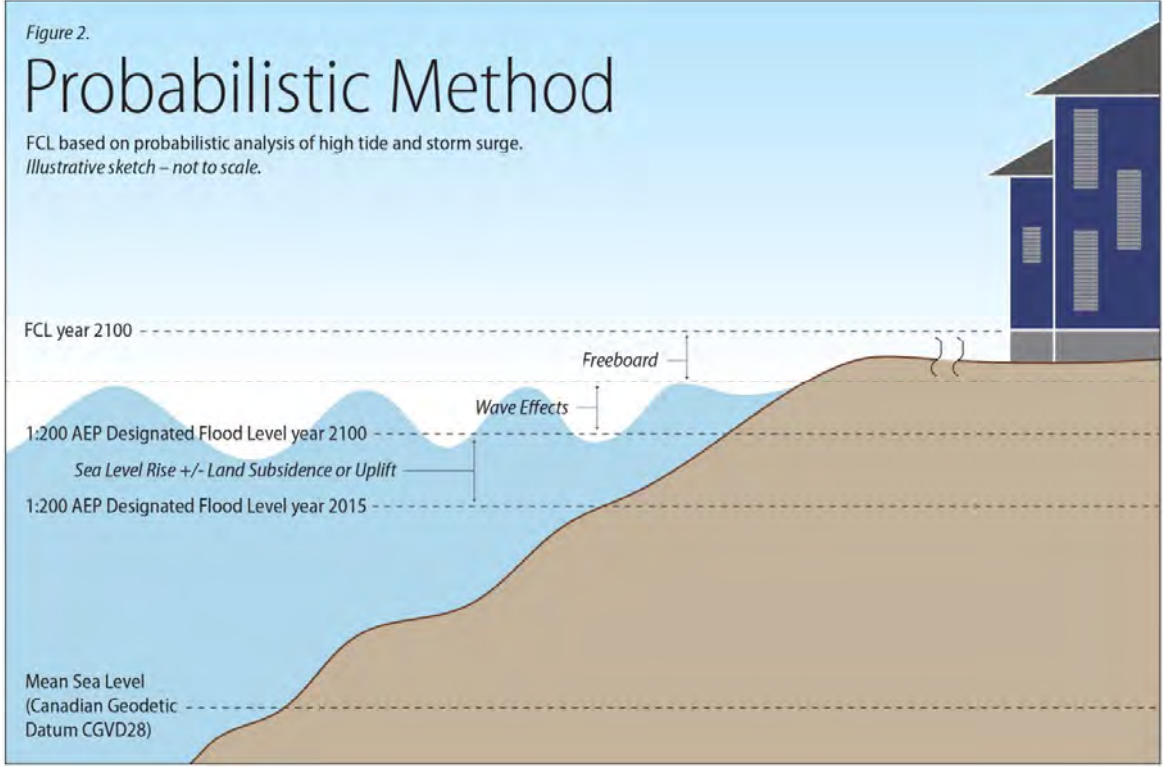 Figure 2.
Probabilistic Method
FCL based on probabilistic analysis of high tide and storm surge.
Illustrative sketch – not to scale.
FCL year 2100
Freeboard
Wave Effects
1:200 AEP Designated Flood Level year 2100
Sea Level Rise +/- Land Subsidence or Uplift
1:200 AEP Designated Flood Level year 2015
Mean Sea Level
(Canadian Geodetic
Datum CGVD28)